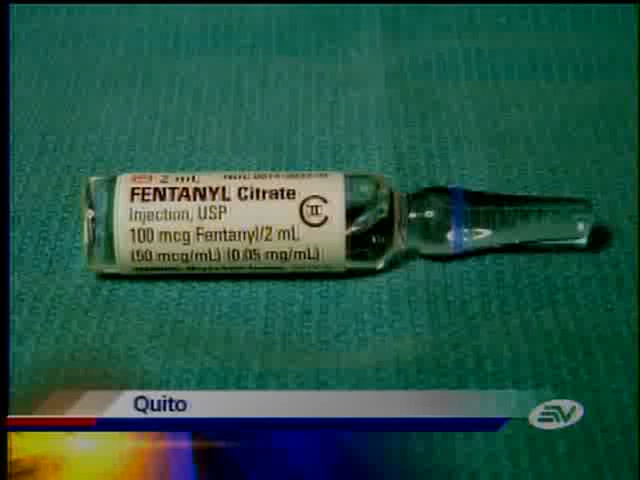 2 mL
FENTANYL Citrate
CII
Injection, USP
100 mcg Fentanyl/2 mL
(50 mcg/mL) (0.05 mg/mL)
Quito
EV